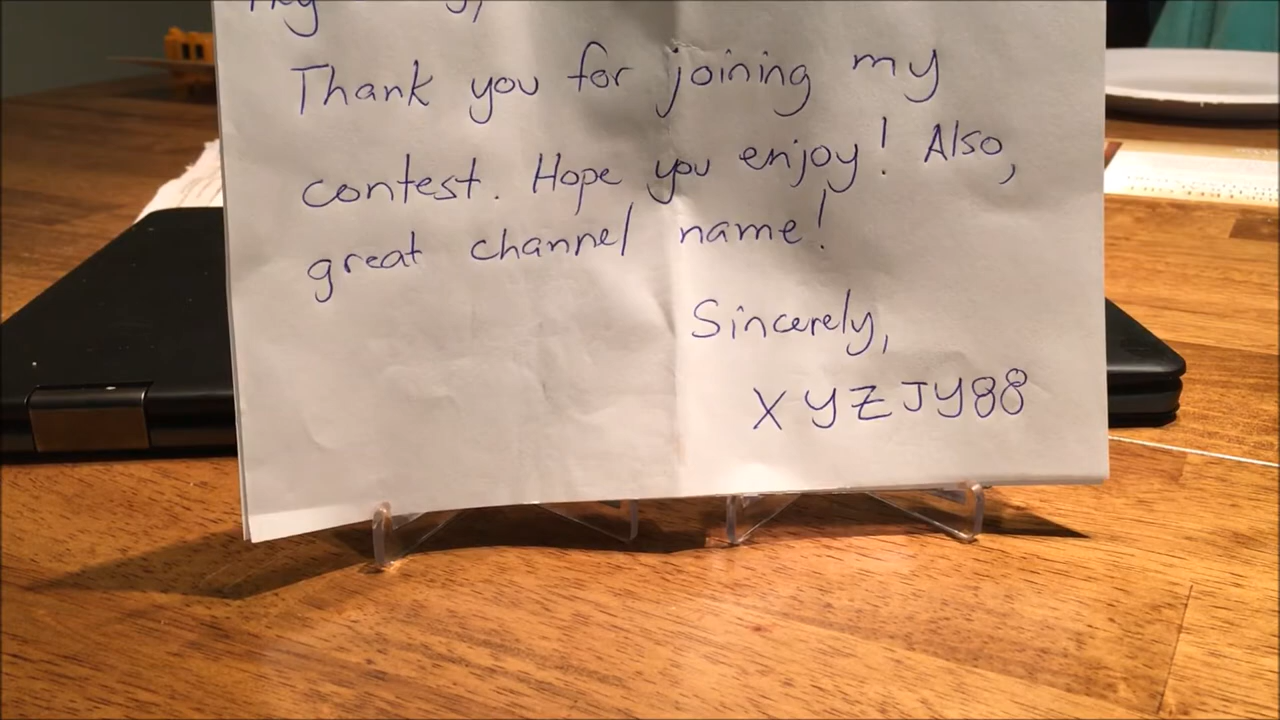 Thank you for joining my
contest. Hope you enjoy! Also,
great channel name!
Sincerely,
XYZJY88